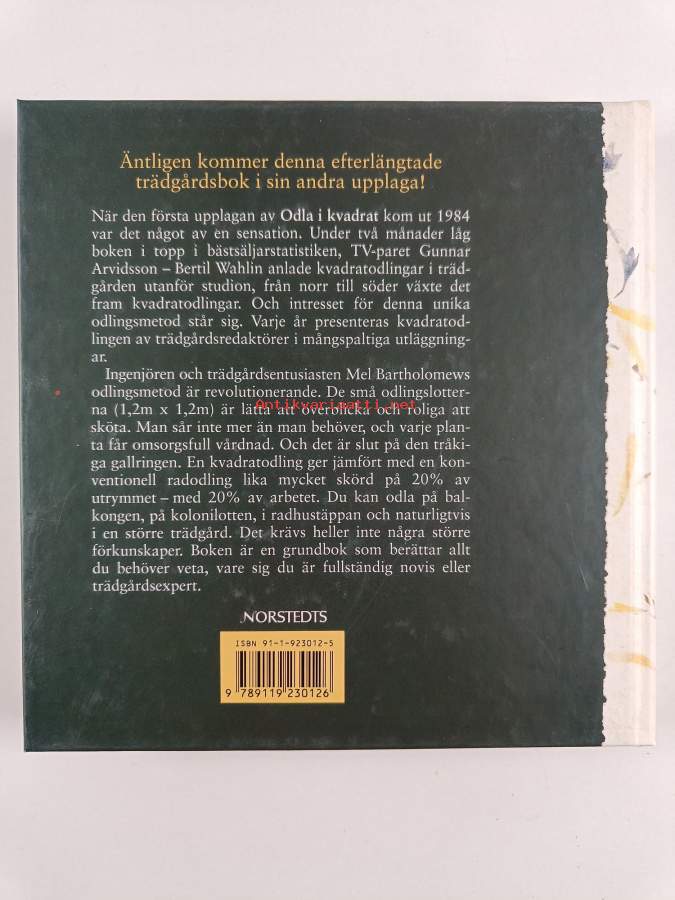 Äntligen kommer denna efterlängtade
trädgårdsbok i sin andra upplaga!
När den första upplagan av Odla i kvadrat kom ut 1984
var det något av en sensation. Under två månader låg
boken i topp i bästsäljarstatistiken, TV-paret Gunnar
Arvidsson – Bertil Wahlin anlade kvadratodlingar i träd-
gården utanför studion, från norr till söder växte det
fram kvadratodlingar. Och intresset för denna unika
odlingsmetod står sig. Varje år presenteras kvadratod-
lingen av trädgårdsredaktörer i mångspaltiga utläggning-
ar.
Ingenjören och trädgårdsentusiasten Mel Bartholomews
odlingsmetod är revolutionerande. De små odlingslotter-
na (1,2m x 1,2m) är lätta att överblicka och roliga att
Antikvariaatti.net
sköta. Man sår inte mer än man behöver, och varje plan-
ta får omsorgsfull vårdnad. Och det är slut på den tråki-
ga gallringen. En kvadratodling ger jämfört med en kon-
ventionell radodling lika mycket skörd på 20% av
utrymmet – med 20% av arbetet. Du kan odla på bal-
kongen, på kolonilotten, i radhustäppan och naturligtvis
i en större trädgård. Det krävs heller inte några större
förkunskaper. Boken är en grundbok som berättar allt
du behöver veta, vare sig du är fullständig novis eller
trädgårdsexpert.
NORSTEDTS
ISBN 91-1-923012-5
9 789119 230126